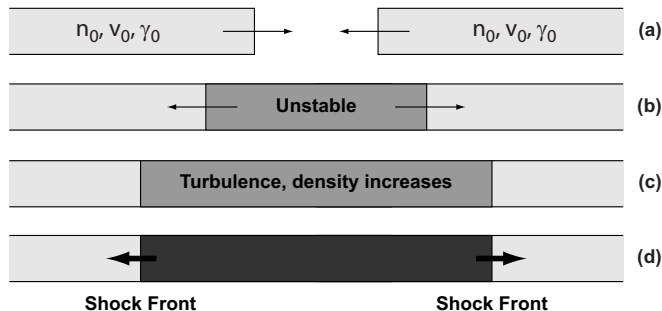 n₀, v₀, γ₀ n₀, v₀, γ₀ (a)
Unstable (b)
Turbulence, density increases (c)
(d)
Shock Front Shock Front